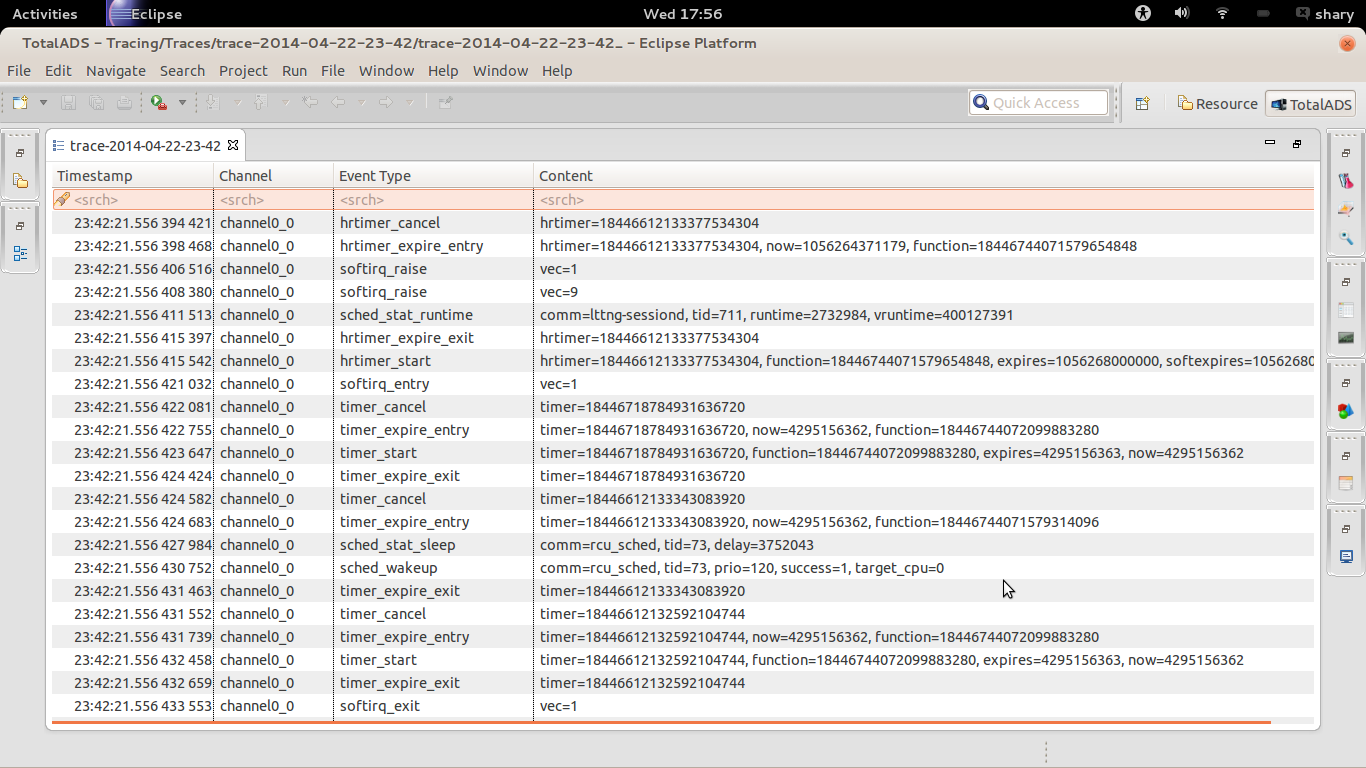 Activities Eclipse Wed 17:56 shary
TotalADS - Tracing/Traces/trace-2014-04-22-23-42/trace-2014-04-22-23-42_ - Eclipse Platform
File Edit Navigate Search Project Run File Window Help Window Help
Quick Access Resource TotalADS
trace-2014-04-22-23-42
Timestamp Channel Event Type Content
<srch> <srch> <srch> <srch>
23:42:21.556 394 421 channel0_0 hrtimer_cancel hrtimer=18446612133377534304
23:42:21.556 398 468 channel0_0 hrtimer_expire_entry hrtimer=18446612133377534304, now=1056264371179, function=18446744071579654848
23:42:21.556 406 516 channel0_0 softirq_raise vec=1
23:42:21.556 408 380 channel0_0 softirq_raise vec=9
23:42:21.556 411 513 channel0_0 sched_stat_runtime comm=lttng-sessiond, tid=711, runtime=2732984, vruntime=400127391
23:42:21.556 415 397 channel0_0 hrtimer_expire_exit hrtimer=18446612133377534304
23:42:21.556 415 542 channel0_0 hrtimer_start hrtimer=18446612133377534304, function=18446744071579654848, expires=1056268000000, softexpires=10562680
23:42:21.556 421 032 channel0_0 softirq_entry vec=1
23:42:21.556 422 081 channel0_0 timer_cancel timer=18446718784931636720
23:42:21.556 422 755 channel0_0 timer_expire_entry timer=18446718784931636720, now=4295156362, function=18446744072099883280
23:42:21.556 423 647 channel0_0 timer_start timer=18446718784931636720, function=18446744072099883280, expires=4295156363, now=4295156362
23:42:21.556 424 424 channel0_0 timer_expire_exit timer=18446718784931636720
23:42:21.556 424 582 channel0_0 timer_cancel timer=18446612133343083920
23:42:21.556 424 683 channel0_0 timer_expire_entry timer=18446612133343083920, now=4295156362, function=18446744071579314096
23:42:21.556 427 984 channel0_0 sched_stat_sleep comm=rcu_sched, tid=73, delay=3752043
23:42:21.556 430 752 channel0_0 sched_wakeup comm=rcu_sched, tid=73, prio=120, success=1, target_cpu=0
23:42:21.556 431 463 channel0_0 timer_expire_exit timer=18446612133343083920
23:42:21.556 431 552 channel0_0 timer_cancel timer=18446612132592104744
23:42:21.556 431 739 channel0_0 timer_expire_entry timer=18446612132592104744, now=4295156362, function=18446744072099883280
23:42:21.556 432 458 channel0_0 timer_start timer=18446612132592104744, function=18446744072099883280, expires=4295156363, now=4295156362
23:42:21.556 432 659 channel0_0 timer_expire_exit timer=18446612132592104744
23:42:21.556 433 553 channel0_0 softirq_exit vec=1